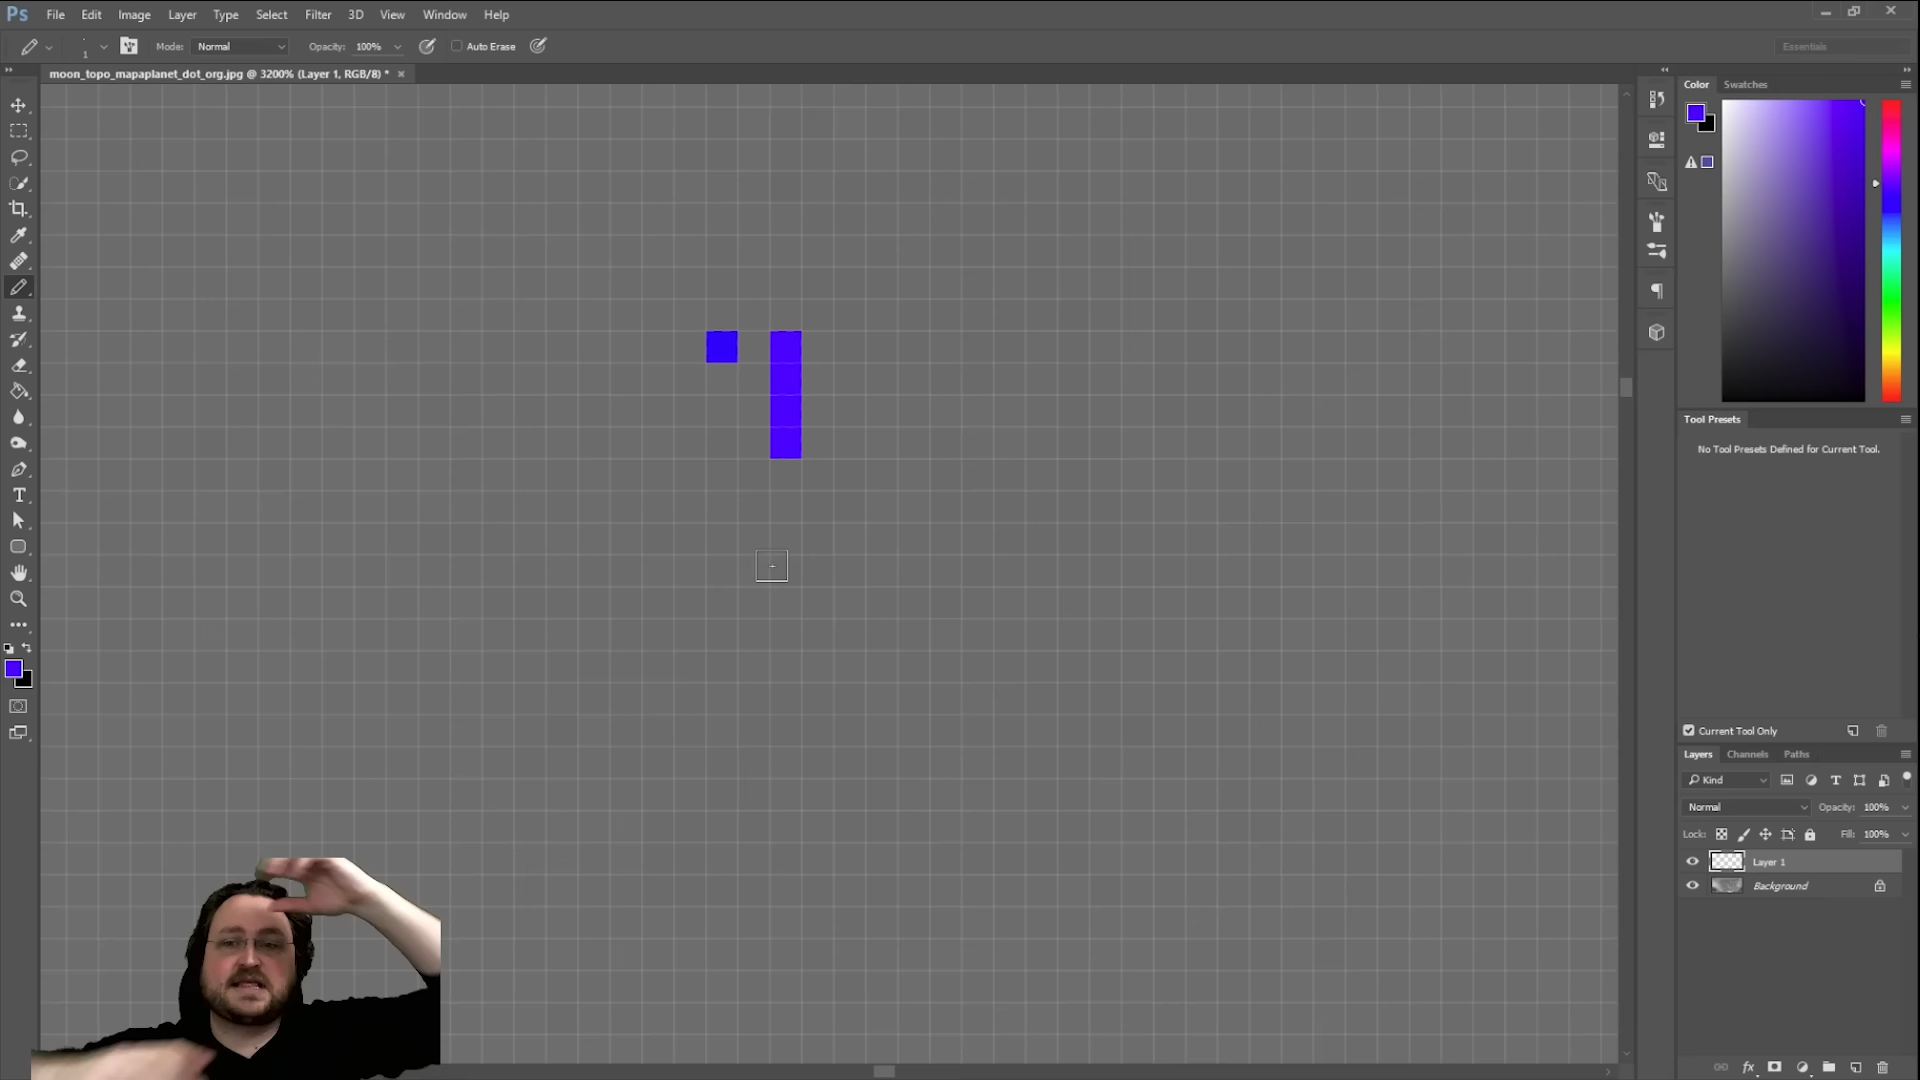 Ps File Edit Image Layer Type Select Filter 3D View Window Help
1 Mode: Normal Opacity: 100% Auto Erase Essentials
moon_topo_mapaplanet_dot_org.jpg @ 3200% (Layer 1, RGB/8) *
Color Swatches
Tool Presets
No Tool Presets Defined for Current Tool.
Current Tool Only
Layers Channels Paths
Kind
Normal Opacity: 100%
Lock: Fill: 100%
Layer 1
Background
fx